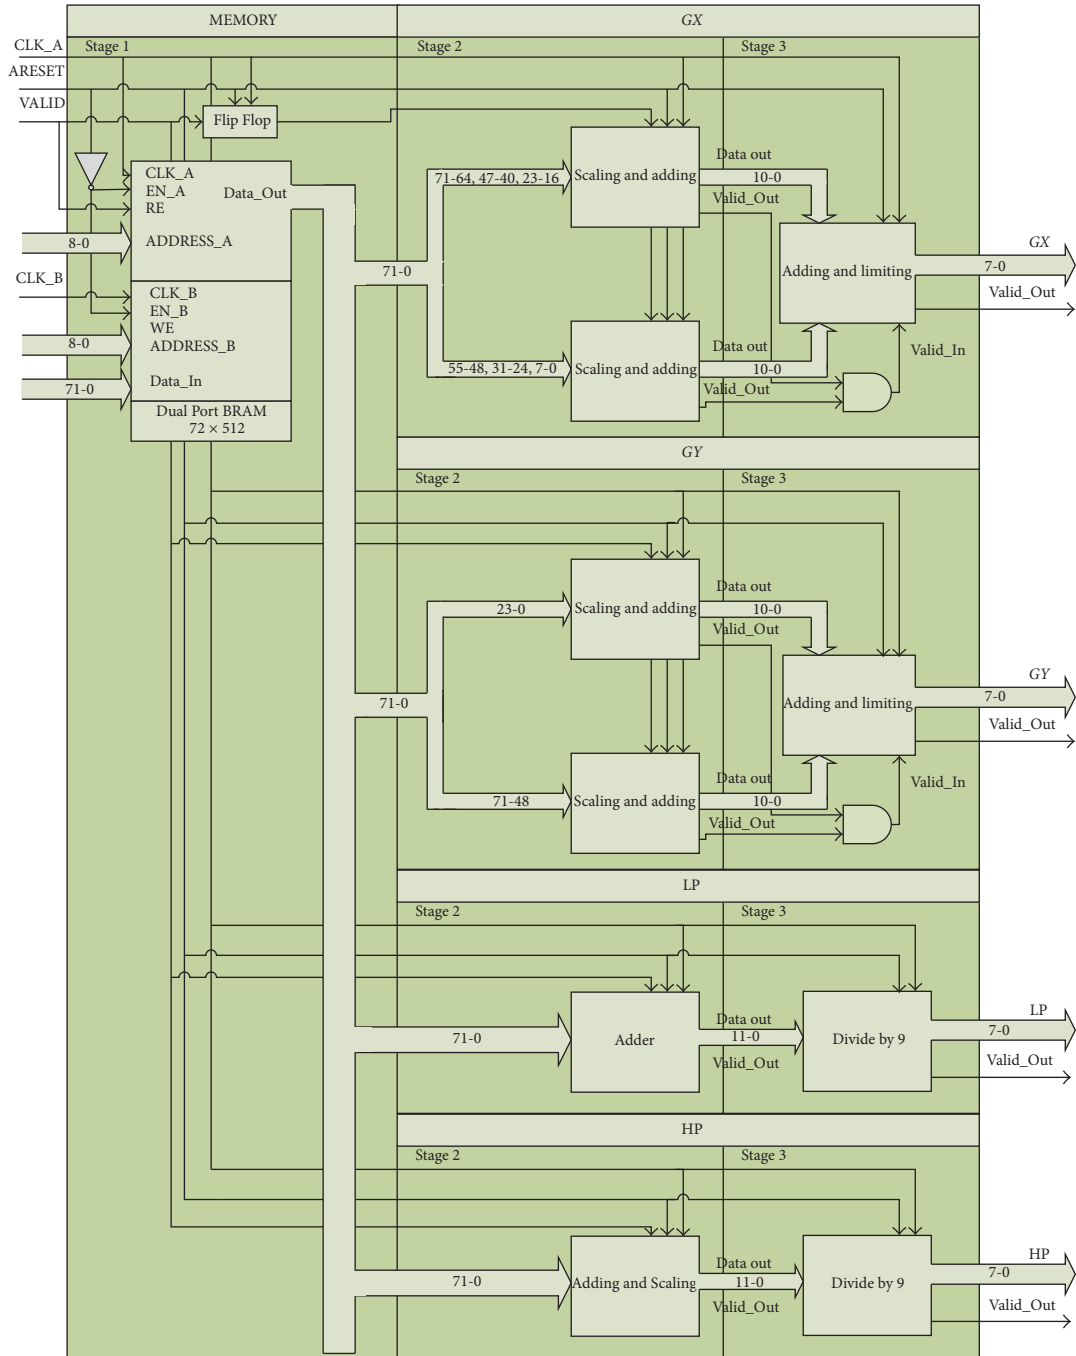 MEMORY
GX
CLK_A
Stage 1
Stage 2
Stage 3
ARESET
VALID
Flip Flop
CLK_A
EN_A
RE
Data_Out
ADDRESS_A
8-0
CLK_B
CLK_B
EN_B
WE
ADDRESS_B
8-0
Data_In
71-0
Dual Port BRAM
72 × 512
71-0
71-64, 47-40, 23-16
Scaling and adding
Data out
10-0
Valid_Out
Adding and limiting
GX
7-0
Valid_Out
55-48, 31-24, 7-0
Scaling and adding
Data out
10-0
Valid_Out
Valid_In
GY
Stage 2
Stage 3
71-0
23-0
Scaling and adding
Data out
10-0
Valid_Out
Adding and limiting
GY
7-0
Valid_Out
71-48
Scaling and adding
Data out
10-0
Valid_Out
Valid_In
LP
Stage 2
Stage 3
71-0
Adder
Data out
11-0
Valid_Out
Divide by 9
LP
7-0
Valid_Out
HP
Stage 2
Stage 3
71-0
Adding and Scaling
Data out
11-0
Valid_Out
Divide by 9
HP
7-0
Valid_Out